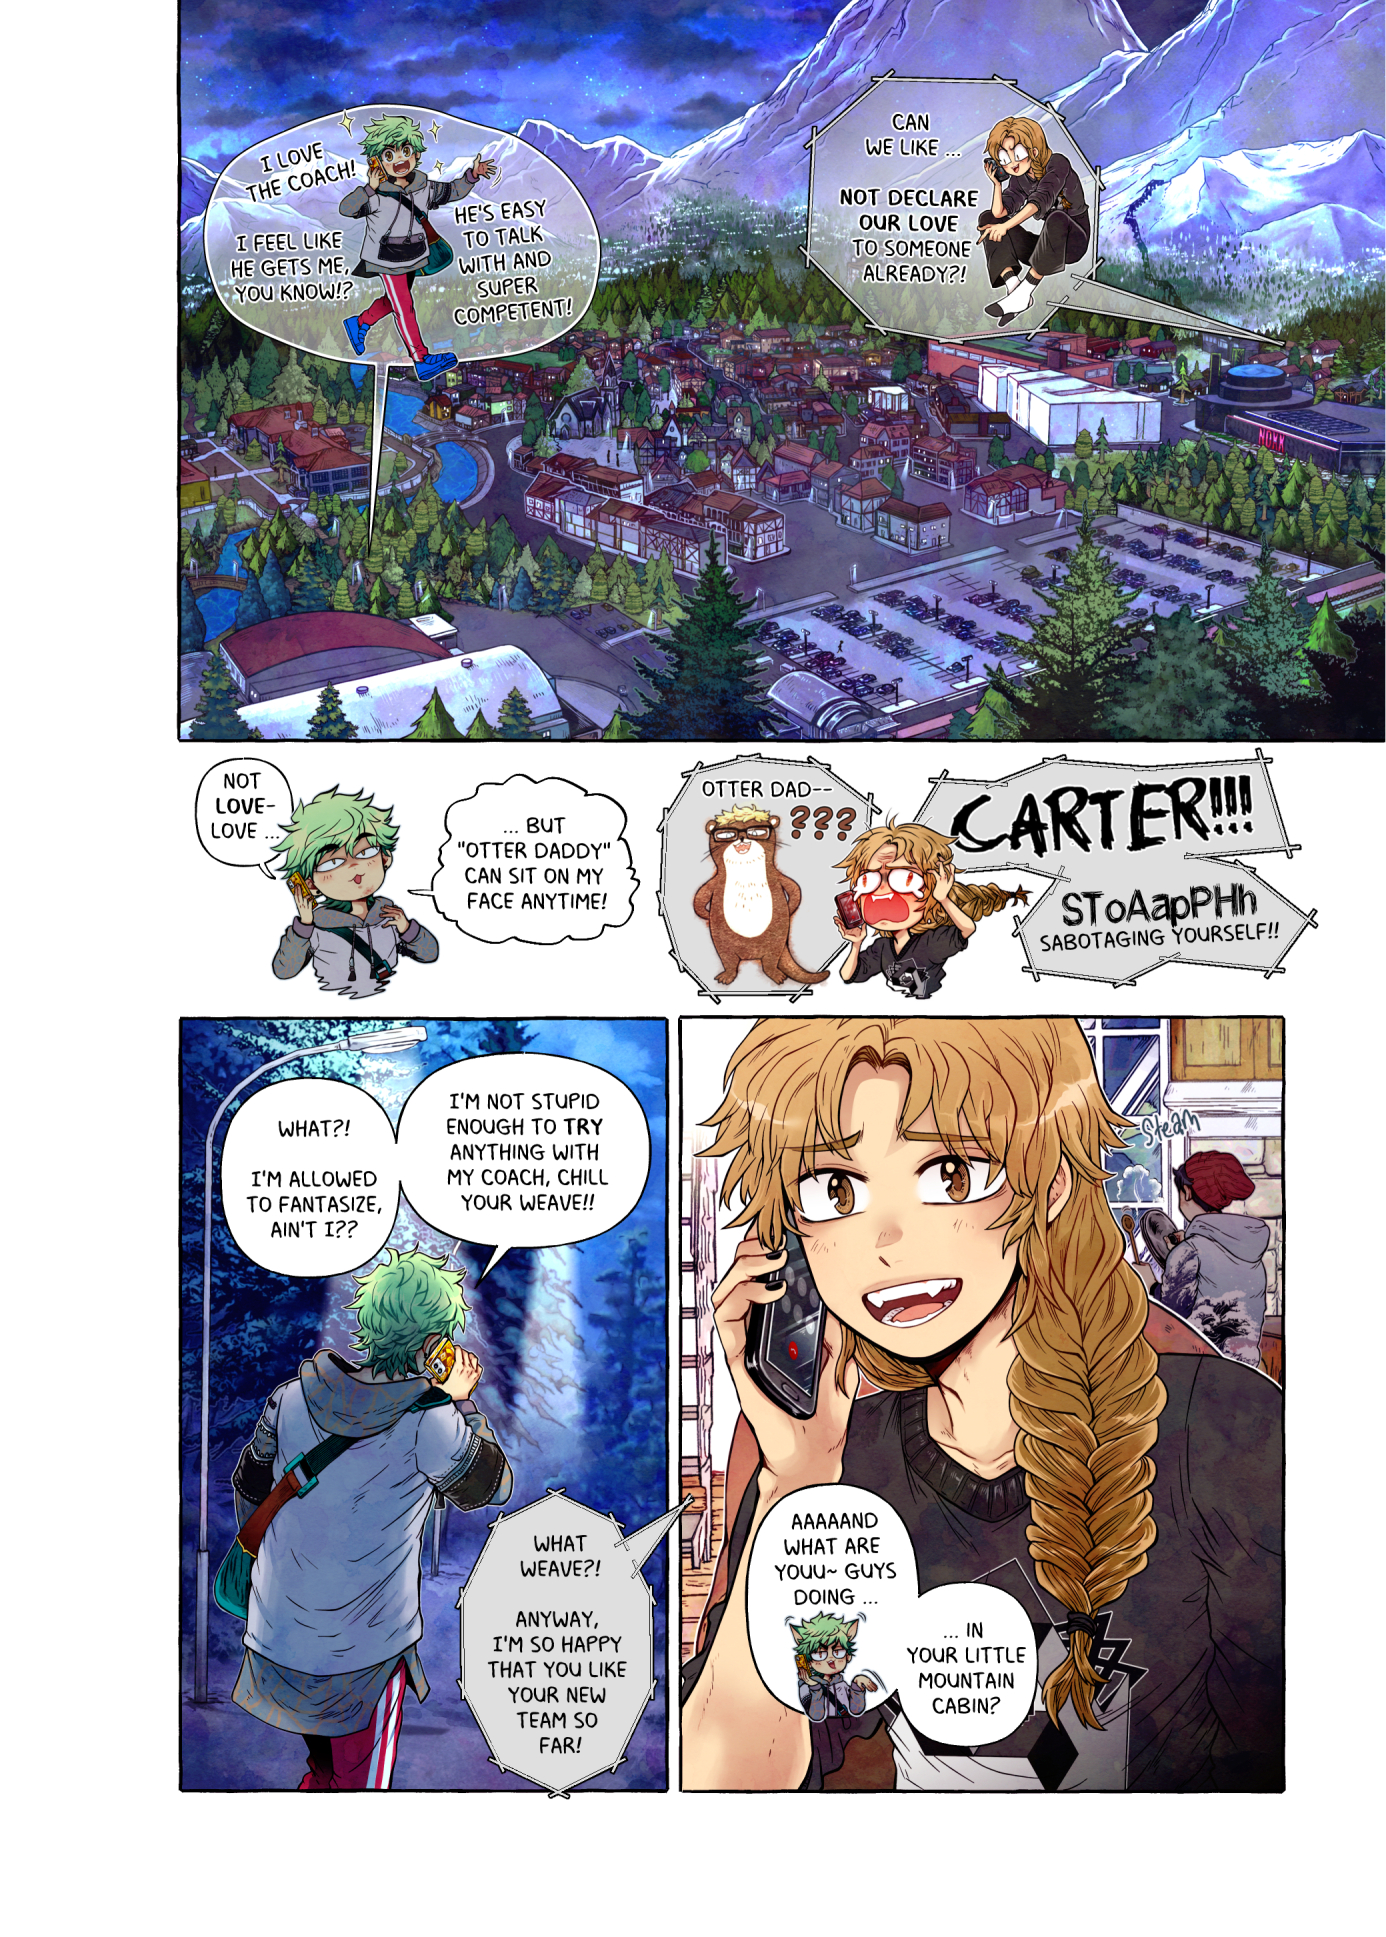 I LOVE
THE COACH!
I FEEL LIKE
HE GETS ME,
YOU KNOW!?
HE'S EASY
TO TALK
WITH AND
SUPER
COMPETENT!
CAN
WE LIKE ...
NOT DECLARE
OUR LOVE
TO SOMEONE
ALREADY?!
NOXX
NOT
LOVE-
LOVE ...
... BUT
"OTTER DADDY"
CAN SIT ON MY
FACE ANYTIME!
OTTER DAD--
???
CARTER!!!
SToAapPHh
SABOTAGING YOURSELF!!
WHAT?!
I'M ALLOWED
TO FANTASIZE,
AIN'T I??
I'M NOT STUPID
ENOUGH TO TRY
ANYTHING WITH
MY COACH, CHILL
YOUR WEAVE!!
WHAT
WEAVE?!
ANYWAY,
I'M SO HAPPY
THAT YOU LIKE
YOUR NEW
TEAM SO
FAR!
Steam
AAAAAND
WHAT ARE
YOUU~ GUYS
DOING ...
... IN
YOUR LITTLE
MOUNTAIN
CABIN?